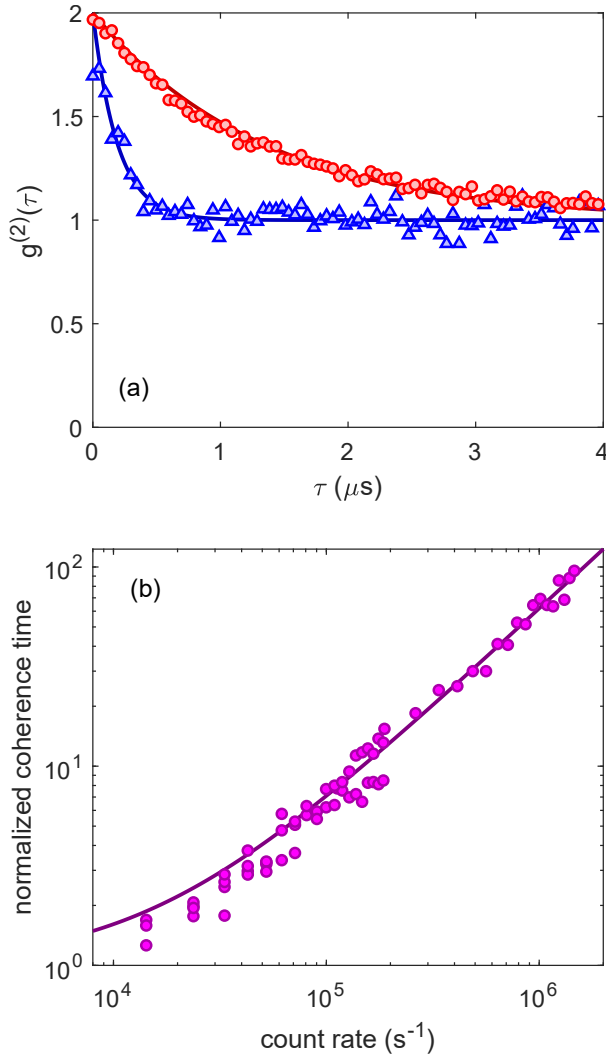 2
1.5
1
0.5
0
g⁽²⁾(τ)
(a)
0 1 2 3 4
τ (μs)
10²
10¹
10⁰
normalized coherence time
(b)
10⁴ 10⁵ 10⁶
count rate (s⁻¹)